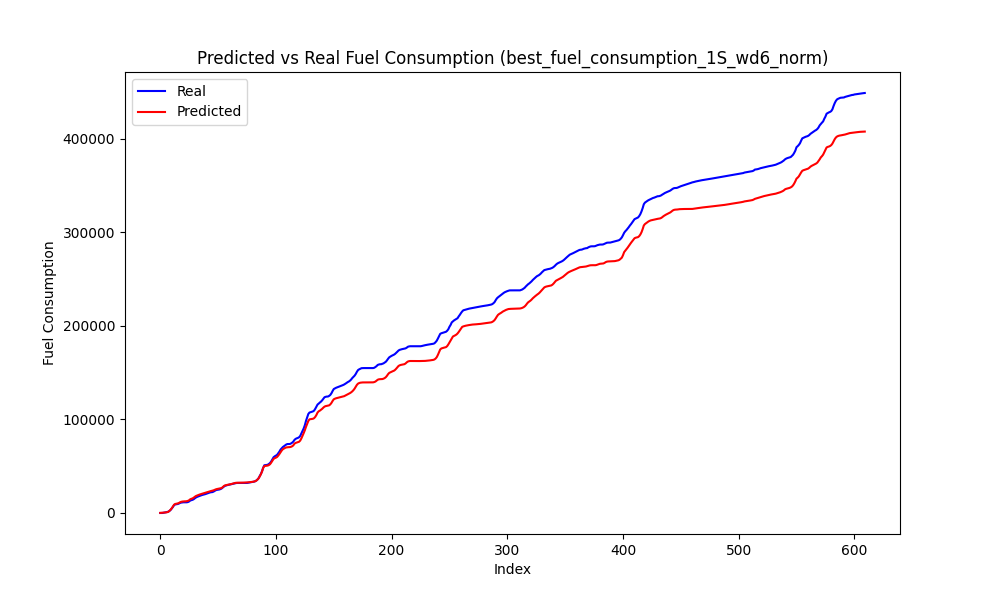 Predicted vs Real Fuel Consumption (best_fuel_consumption_1S_wd6_norm)
Real
Predicted
400000
300000
200000
100000
0
Fuel Consumption
0 100 200 300 400 500 600
Index